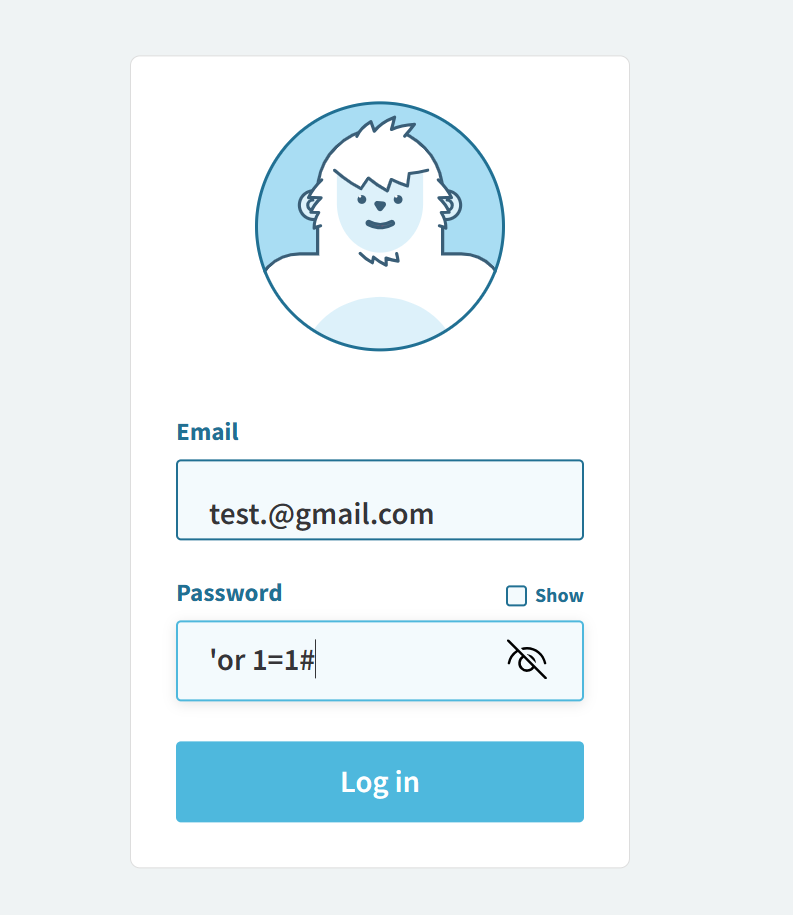 Email
test.@gmail.com
Password
Show
'or 1=1#
Log in